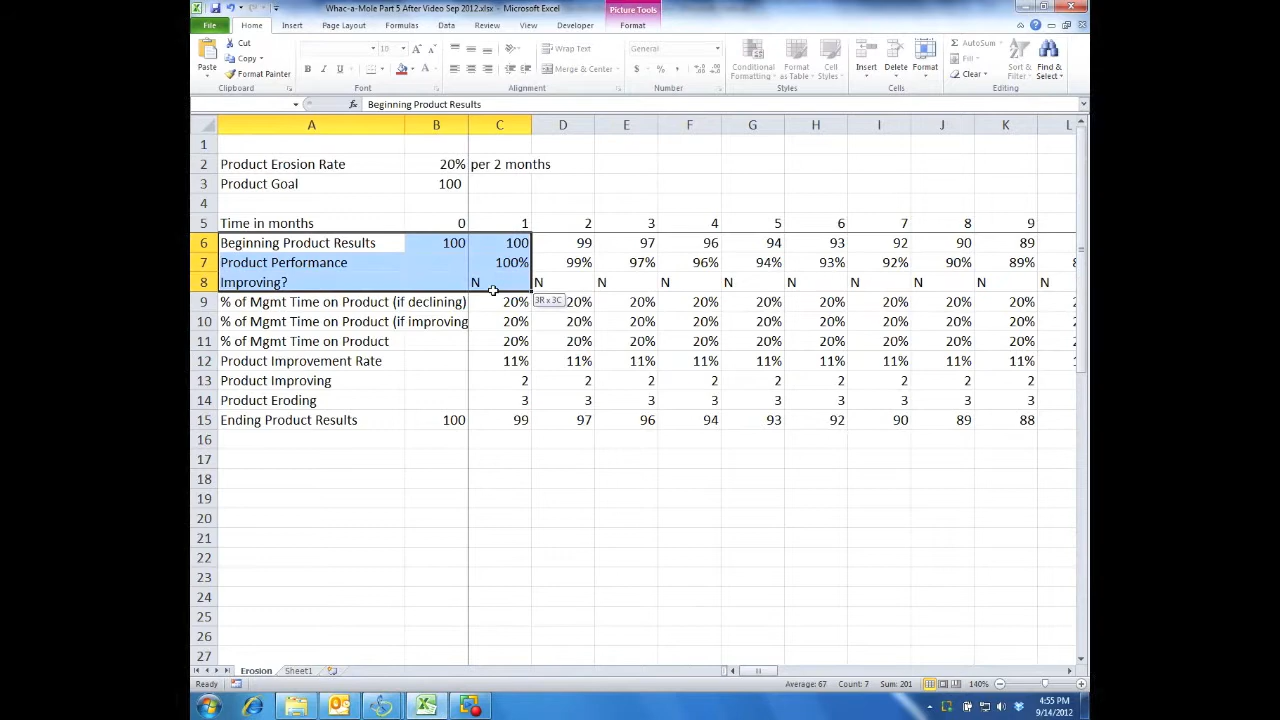 Whac-a-Mole Part 5 After Video Sep 2012.xlsx - Microsoft Excel
Picture Tools
File Home Insert Page Layout Formulas Data Review View Developer Format
Paste Cut Copy Format Painter
10 A A
B I U
Wrap Text
Merge & Center
General
$ % ,
Conditional Formatting Format as Table Cell Styles
Insert Delete Format
AutoSum Fill Clear
Sort & Filter Find & Select
Clipboard Font Alignment Number Styles Cells Editing
fx Beginning Product Results
A B C D E F G H I J K L
1
2 Product Erosion Rate 20% per 2 months
3 Product Goal 100
4
5 Time in months 0 1 2 3 4 5 6 7 8 9
6 Beginning Product Results 100 100 99 97 96 94 93 92 90 89
7 Product Performance 100% 99% 97% 96% 94% 93% 92% 90% 89% 8
8 Improving? N N N N N N N N N N
9 % of Mgmt Time on Product (if declining) 20% 20% 20% 20% 20% 20% 20% 20% 20% 2
3R x 3C
10 % of Mgmt Time on Product (if improving 20% 20% 20% 20% 20% 20% 20% 20% 20% 2
11 % of Mgmt Time on Product 20% 20% 20% 20% 20% 20% 20% 20% 20% 2
12 Product Improvement Rate 11% 11% 11% 11% 11% 11% 11% 11% 11% 1
13 Product Improving 2 2 2 2 2 2 2 2 2
14 Product Eroding 3 3 3 3 3 3 3 3 3
15 Ending Product Results 100 99 97 96 94 93 92 90 89 88
16
17
18
19
20
21
22
23
24
25
26
27
Erosion Sheet1
Ready Average: 67 Count: 7 Sum: 201 140%
4:55 PM
9/14/2012